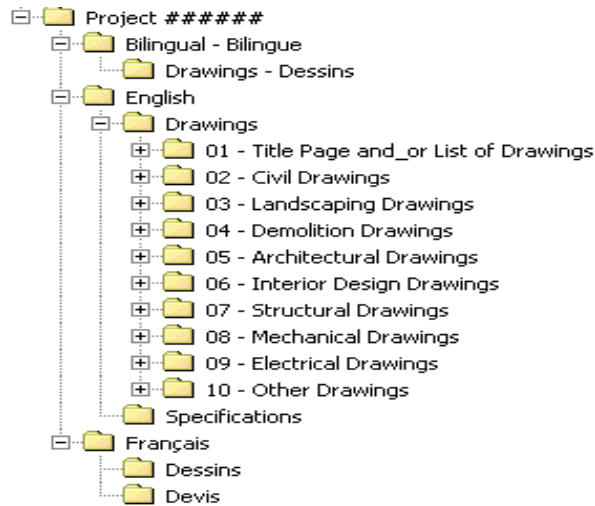 Project ######
Bilingual - Bilingue
Drawings - Dessins
English
Drawings
01 - Title Page and_or List of Drawings
02 - Civil Drawings
03 - Landscaping Drawings
04 - Demolition Drawings
05 - Architectural Drawings
06 - Interior Design Drawings
07 - Structural Drawings
08 - Mechanical Drawings
09 - Electrical Drawings
10 - Other Drawings
Specifications
Français
Dessins
Devis